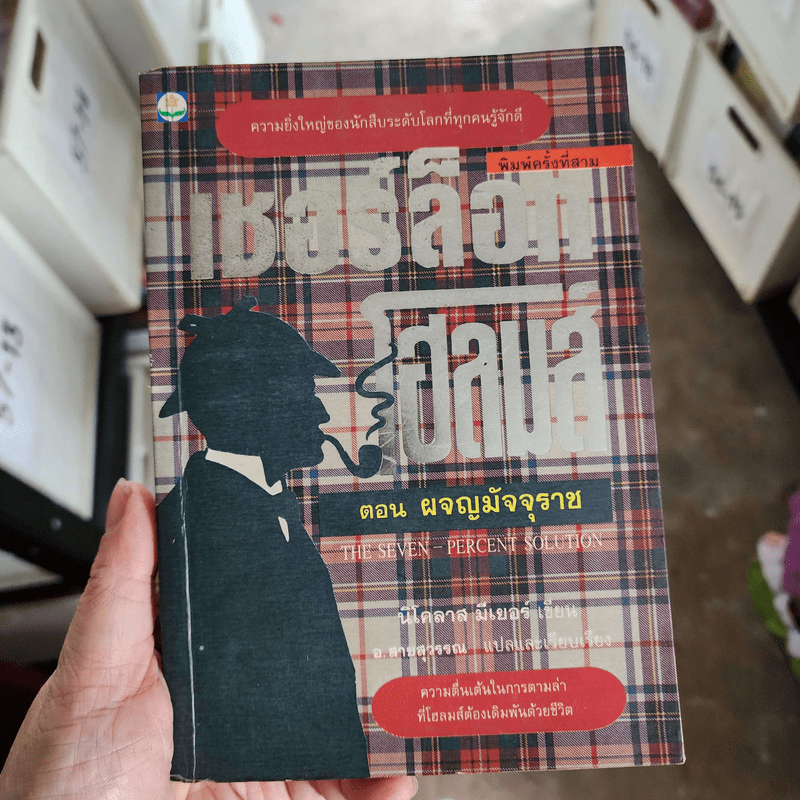 ความยิ่งใหญ่ของนักสืบระดับโลกที่ทุกคนรู้จักดี
พิมพ์ครั้งที่สาม
เชอร์ล็อก
โฮลมส์
ตอน ผจญมัจจุราช
THE SEVEN – PERCENT SOLUTION
นิโคลาส มีเยอร์ เขียน
อ. สายสุวรรณ แปลและเรียบเรียง
ความตื่นเต้นในการตามล่า
ที่โฮลมส์ต้องเดิมพันด้วยชีวิต